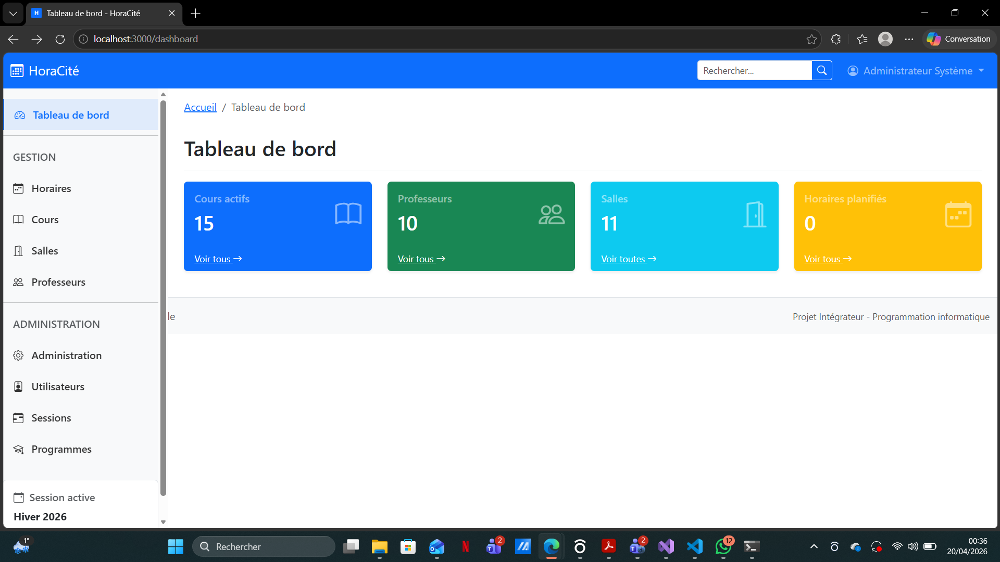 H Tableau de bord - HoraCité
localhost:3000/dashboard
Conversation
HoraCité
Rechercher...
Administrateur Système
Tableau de bord
GESTION
Horaires
Cours
Salles
Professeurs
ADMINISTRATION
Administration
Utilisateurs
Sessions
Programmes
Session active
Hiver 2026
Accueil / Tableau de bord
Tableau de bord
Cours actifs
15
Voir tous →
Professeurs
10
Voir tous →
Salles
11
Voir toutes →
Horaires planifiés
0
Voir tous →
le
Projet Intégrateur - Programmation informatique
1°
Rechercher
2
2
12
00:36
20/04/2026